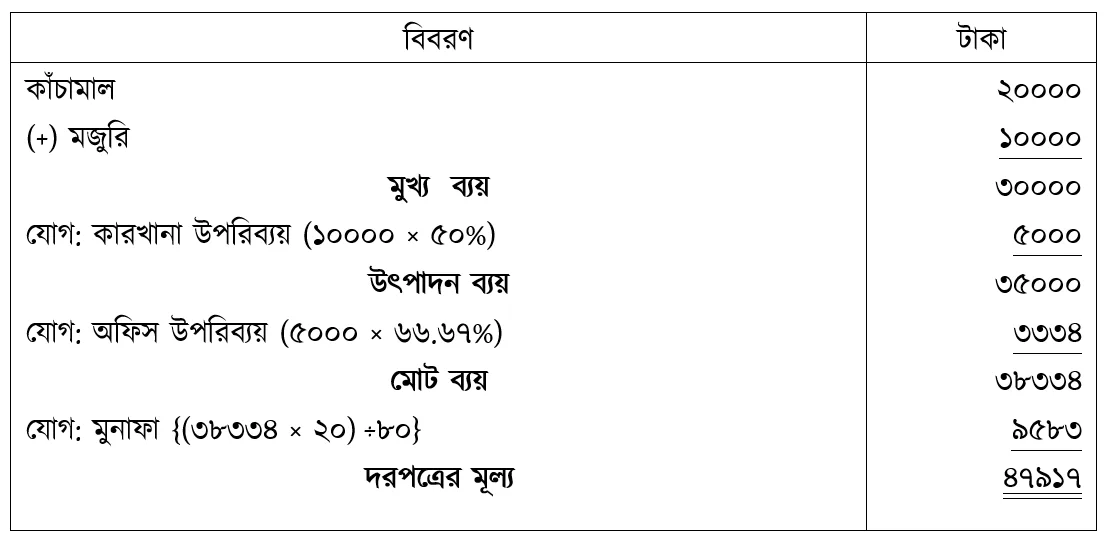 বিবরণ টাকা
কাঁচামাল ২০০০০
(+) মজুরি ১০০০০
মুখ্য ব্যয় ৩০০০০
যোগ: কারখানা উপরিব্যয় (১০০০০ × ৫০%) ৫০০০
উৎপাদন ব্যয় ৩৫০০০
যোগ: অফিস উপরিব্যয় (৫০০০ × ৬৬.৬৭%) ৩৩৩৪
মোট ব্যয় ৩৮৩৩৪
যোগ: মুনাফা {(৩৮৩৩৪ × ২০) ÷৮০} ৯৫৮৩
দরপত্রের মূল্য ৪৭৯১৭